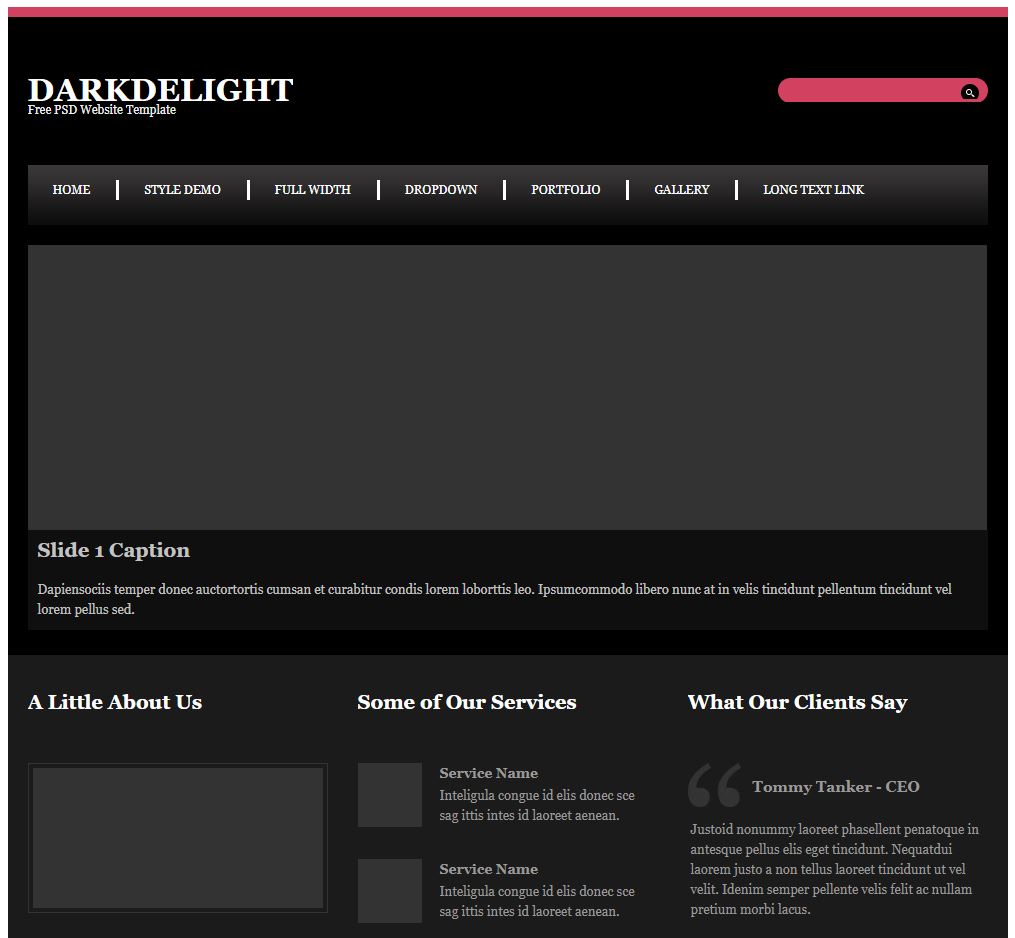 DARKDELIGHT
Free PSD Website Template
HOME
STYLE DEMO
FULL WIDTH
DROPDOWN
PORTFOLIO
GALLERY
LONG TEXT LINK
Slide 1 Caption
Dapiensociis temper donec auctortortis cumsan et curabitur condis lorem loborttis leo. Ipsumcommodo libero nunc at in velis tincidunt pellentum tincidunt vel
lorem pellus sed.
A Little About Us
Some of Our Services
Service Name
Inteligula congue id elis donec sce
sag ittis intes id laoreet aenean.
Service Name
Inteligula congue id elis donec sce
sag ittis intes id laoreet aenean.
What Our Clients Say
“
Tommy Tanker - CEO
Justoid nonummy laoreet phasellent penatoque in
antesque pellus elis eget tincidunt. Nequatdui
laorem justo a non tellus laoreet tincidunt ut vel
velit. Idenim semper pellente velis felit ac nullam
pretium morbi lacus.